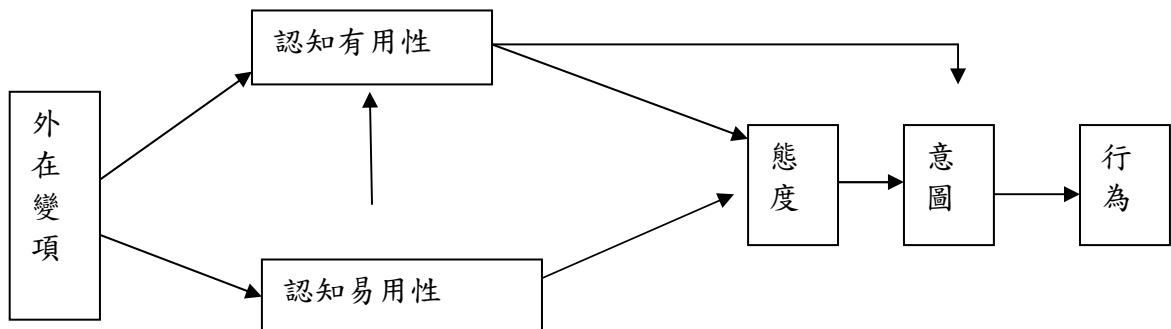 認知有用性
外
在
變
項
認知易用性
態
度
意
圖
行
為